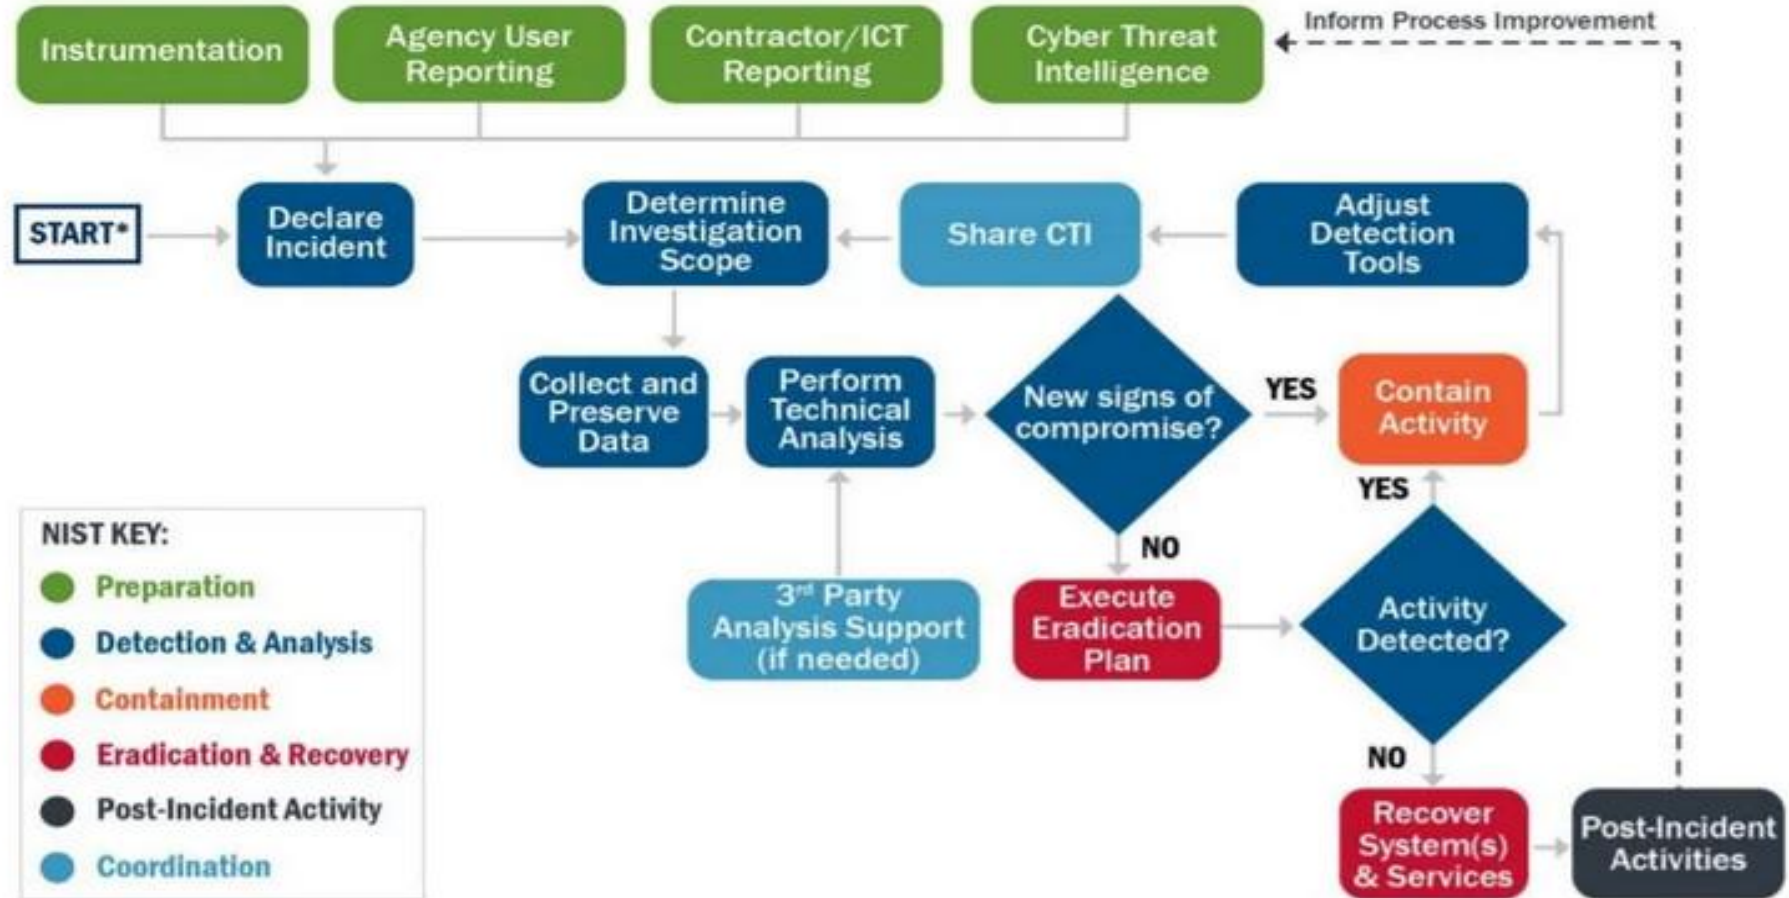 Instrumentation
Agency User
Reporting
Contractor/ICT
Reporting
Cyber Threat
Intelligence
Inform Process Improvement
START*
Declare
Incident
Determine
Investigation
Scope
Share CTI
Adjust
Detection
Tools
Collect and
Preserve
Data
Perform
Technical
Analysis
New signs of
compromise?
YES
Contain
Activity
YES
NO
3rd Party
Analysis Support
(if needed)
Execute
Eradication
Plan
Activity
Detected?
NO
Recover
System(s)
& Services
Post-Incident
Activities
NIST KEY:
Preparation
Detection & Analysis
Containment
Eradication & Recovery
Post-Incident Activity
Coordination